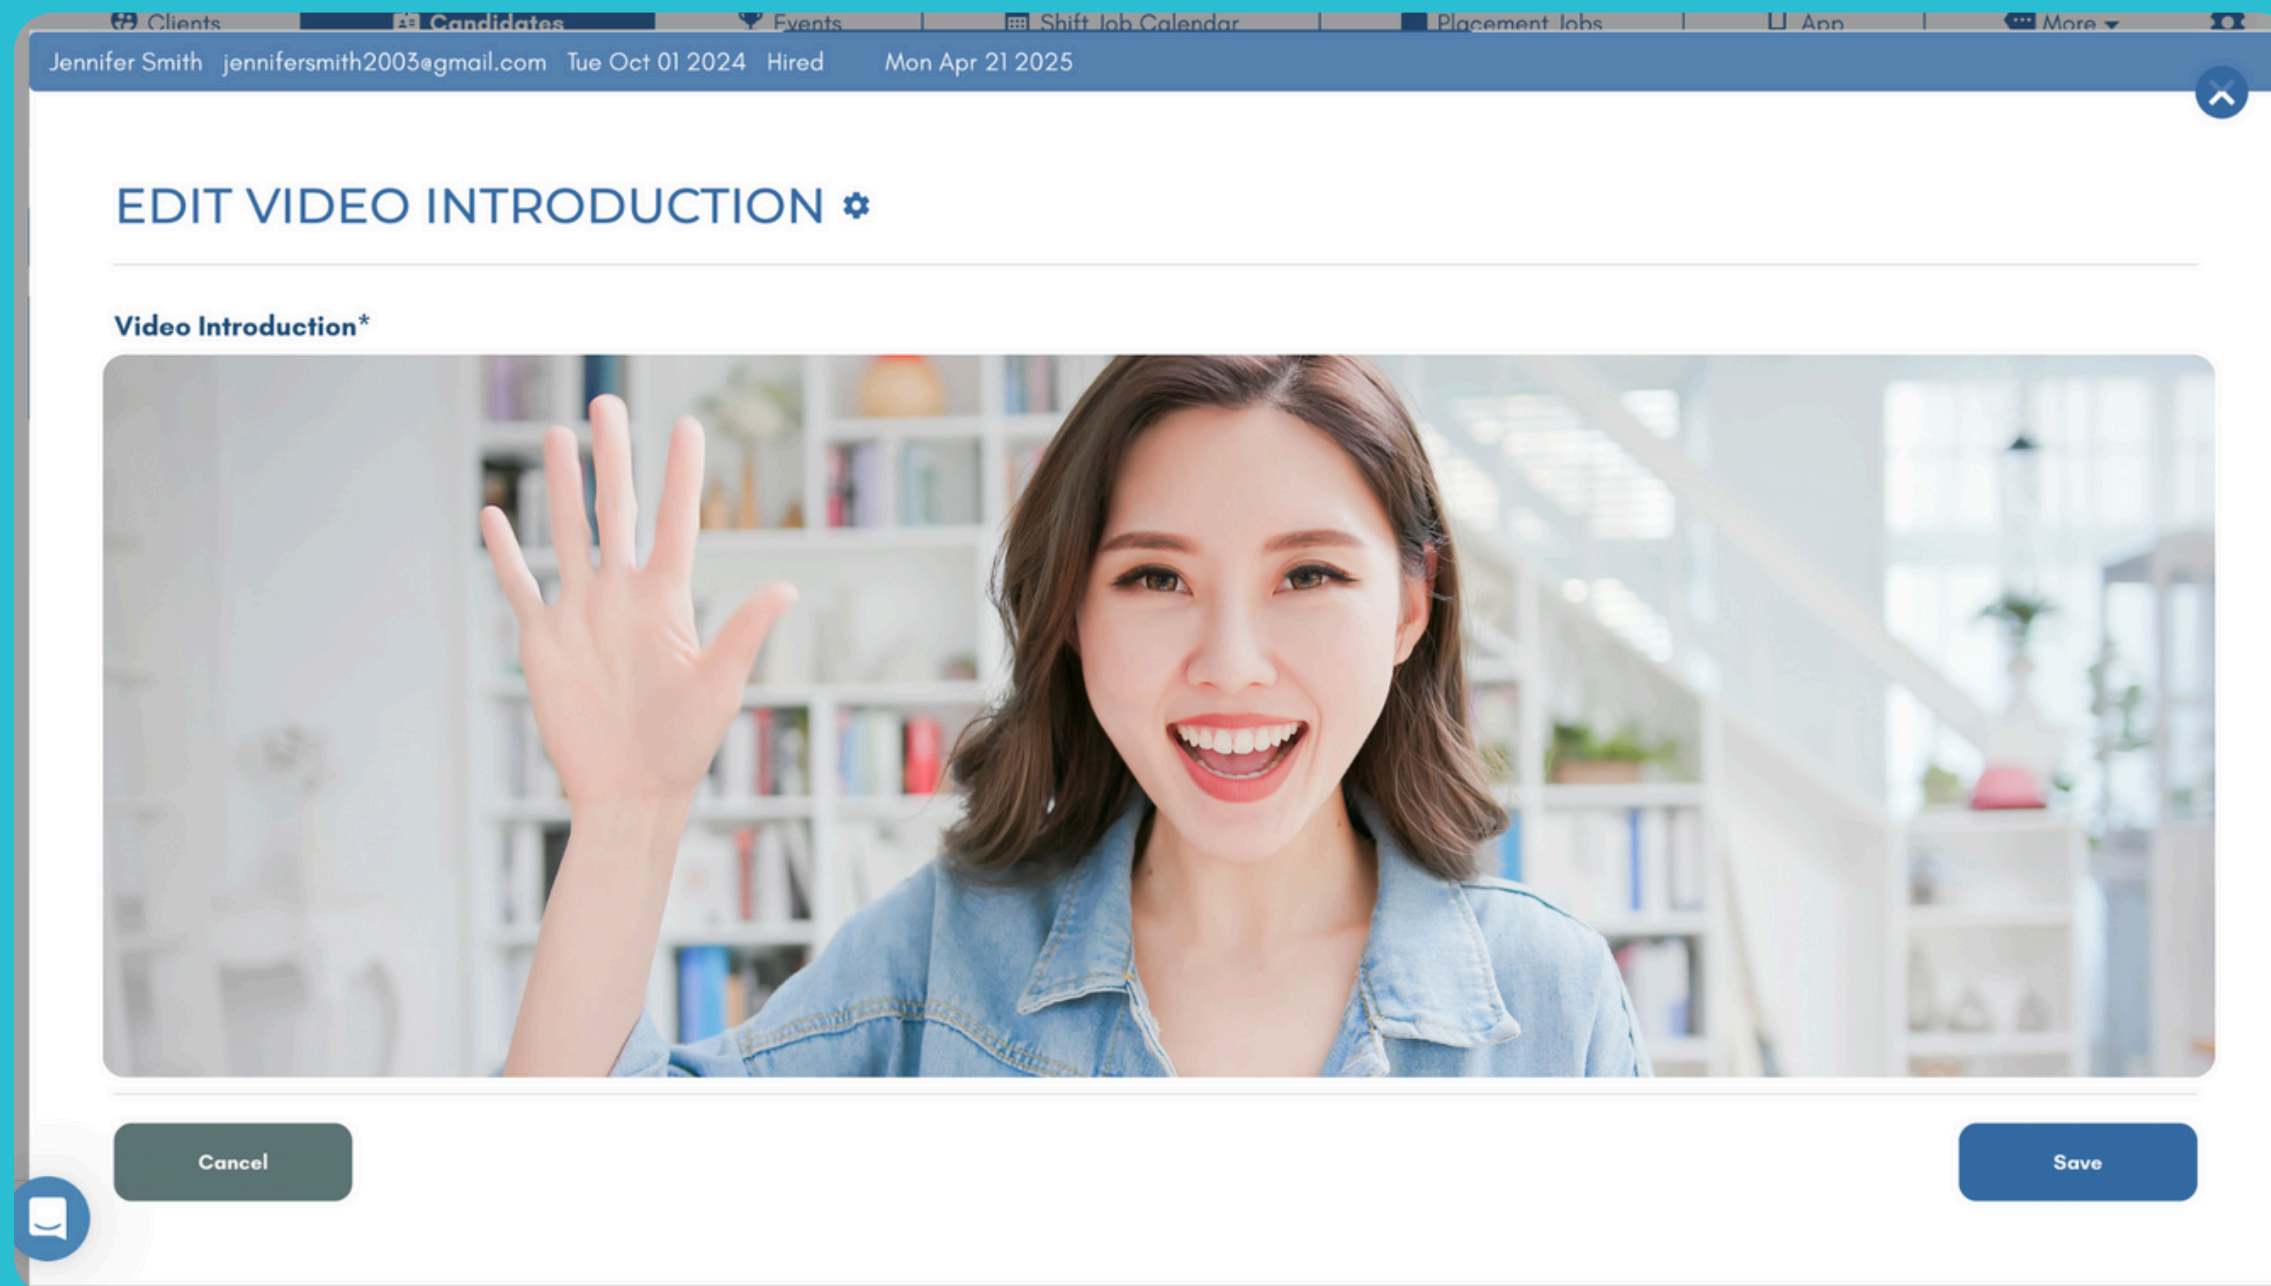 Clients Candidates Events Shift Job Calendar Placement Jobs App More
Jennifer Smith jennifersmith2003@gmail.com Tue Oct 01 2024 Hired Mon Apr 21 2025
EDIT VIDEO INTRODUCTION
Video Introduction*
Cancel
Save